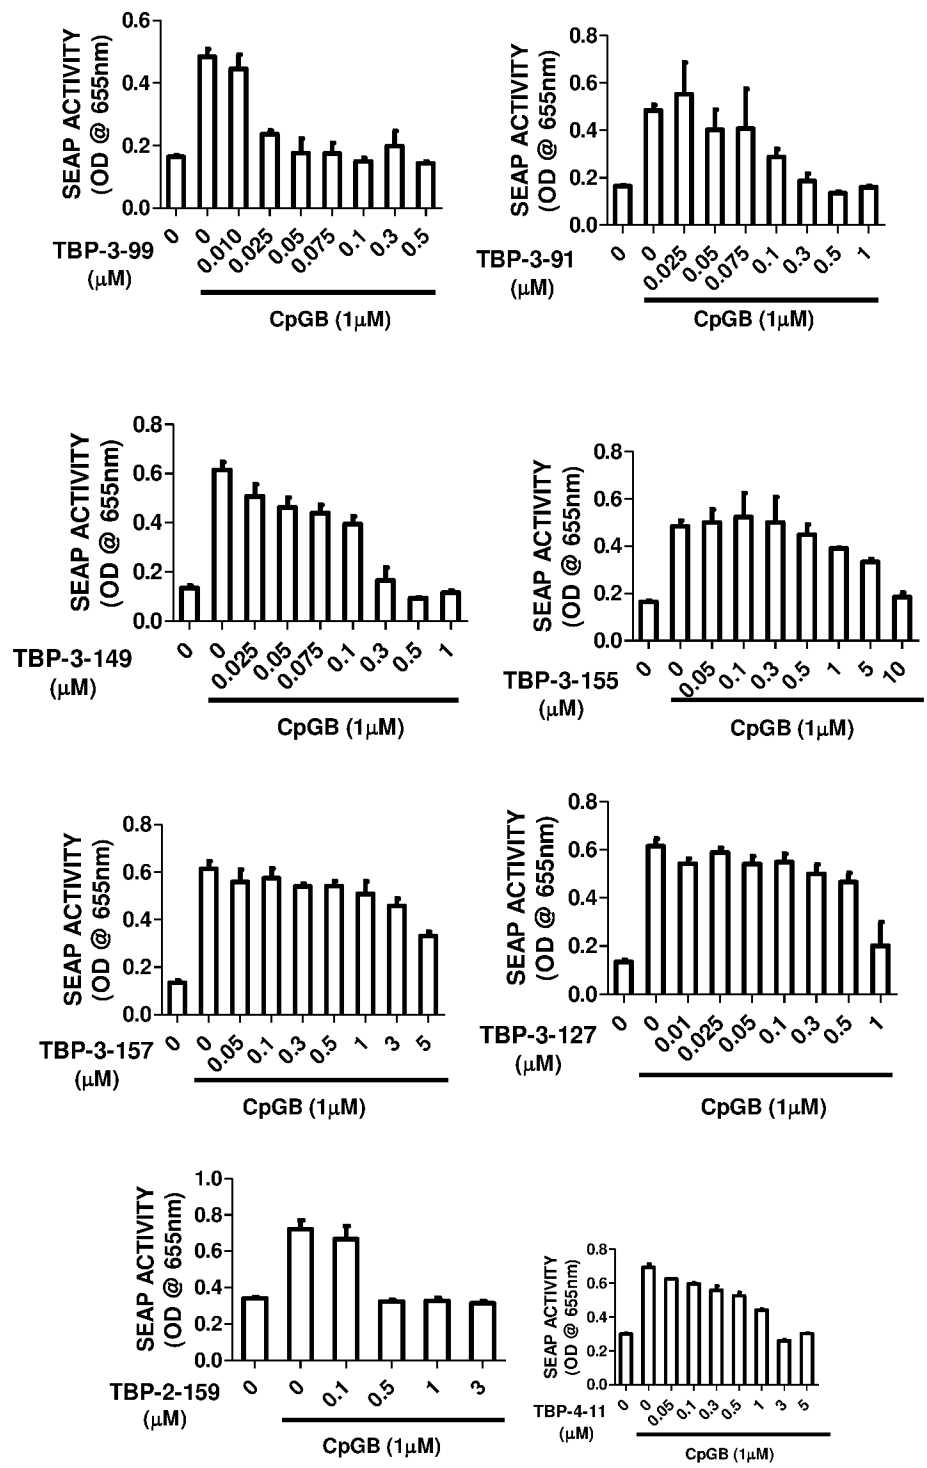 SEAP ACTIVITY
(OD @ 655nm)
0.6
0.4
0.2
0.0
0 0 0.010 0.025 0.05 0.075 0.1 0.3 0.5
TBP-3-99
(μM)
CpGB (1μM)
SEAP ACTIVITY
(OD @ 655nm)
0.8
0.6
0.4
0.2
0.0
0 0 0.025 0.05 0.075 0.1 0.3 0.5 1
TBP-3-91
(μM)
CpGB (1μM)
SEAP ACTIVITY
(OD @ 655nm)
0.8
0.6
0.4
0.2
0.0
0 0 0.025 0.05 0.075 0.1 0.3 0.5 1
TBP-3-149
(μM)
CpGB (1μM)
SEAP ACTIVITY
(OD @ 655nm)
0.8
0.6
0.4
0.2
0.0
0 0 0.05 0.1 0.3 0.5 1 5 10
TBP-3-155
(μM)
CpGB (1μM)
SEAP ACTIVITY
(OD @ 655nm)
0.8
0.6
0.4
0.2
0.0
0 0 0.05 0.1 0.3 0.5 1 3 5
TBP-3-157
(μM)
CpGB (1μM)
SEAP ACTIVITY
(OD @ 655nm)
0.8
0.6
0.4
0.2
0.0
0 0 0.01 0.025 0.05 0.1 0.3 0.5 1
TBP-3-127
(μM)
CpGB (1μM)
SEAP ACTIVITY
(OD @ 655nm)
1.0
0.8
0.6
0.4
0.2
0.0
0 0 0.1 0.5 1 3
TBP-2-159
(μM)
CpGB (1μM)
SEAP ACTIVITY
(OD @ 655nm)
0.8
0.6
0.4
0.2
0.0
0 0 0.05 0.1 0.3 0.5 1 3 5
TBP-4-11
(μM)
CpGB (1μM)